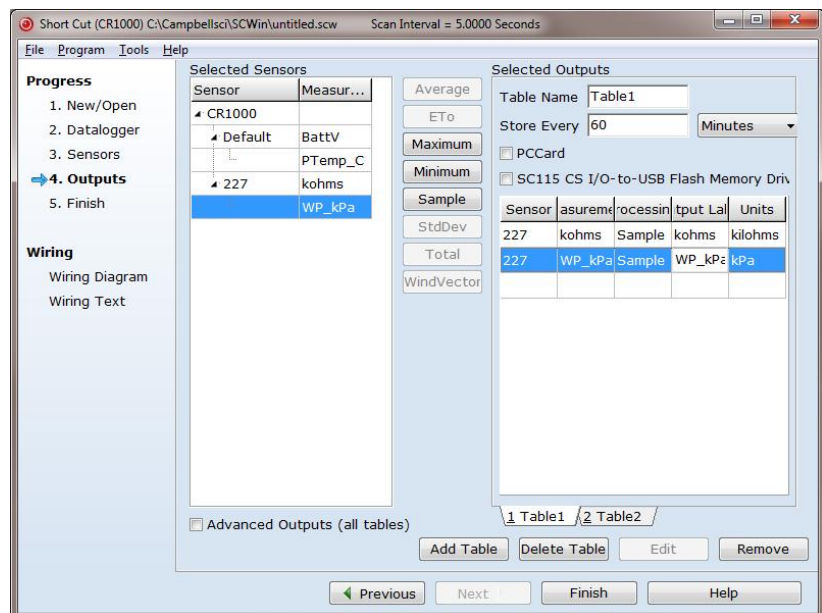 Short Cut (CR1000) C:\Campbellsci\SCWin\untitled.scw Scan Interval = 5.0000 Seconds
File Program Tools Help
Progress
1. New/Open
2. Datalogger
3. Sensors
4. Outputs
5. Finish
Wiring
Wiring Diagram
Wiring Text
Selected Sensors
Sensor Measur...
CR1000
Default BattV
PTemp_C
227 kohms
WP_kPa
Advanced Outputs (all tables)
Average
ETo
Maximum
Minimum
Sample
StdDev
Total
WindVector
Selected Outputs
Table Name Table1
Store Every 60 Minutes
PCCard
SC115 CS I/O-to-USB Flash Memory Driv
Sensor asureme rocessin tput Lal Units
227 kohms Sample kohms kilohms
227 WP_kPa Sample WP_kPa kPa
1 Table1 2 Table2
Add Table Delete Table Edit Remove
Previous Next Finish Help